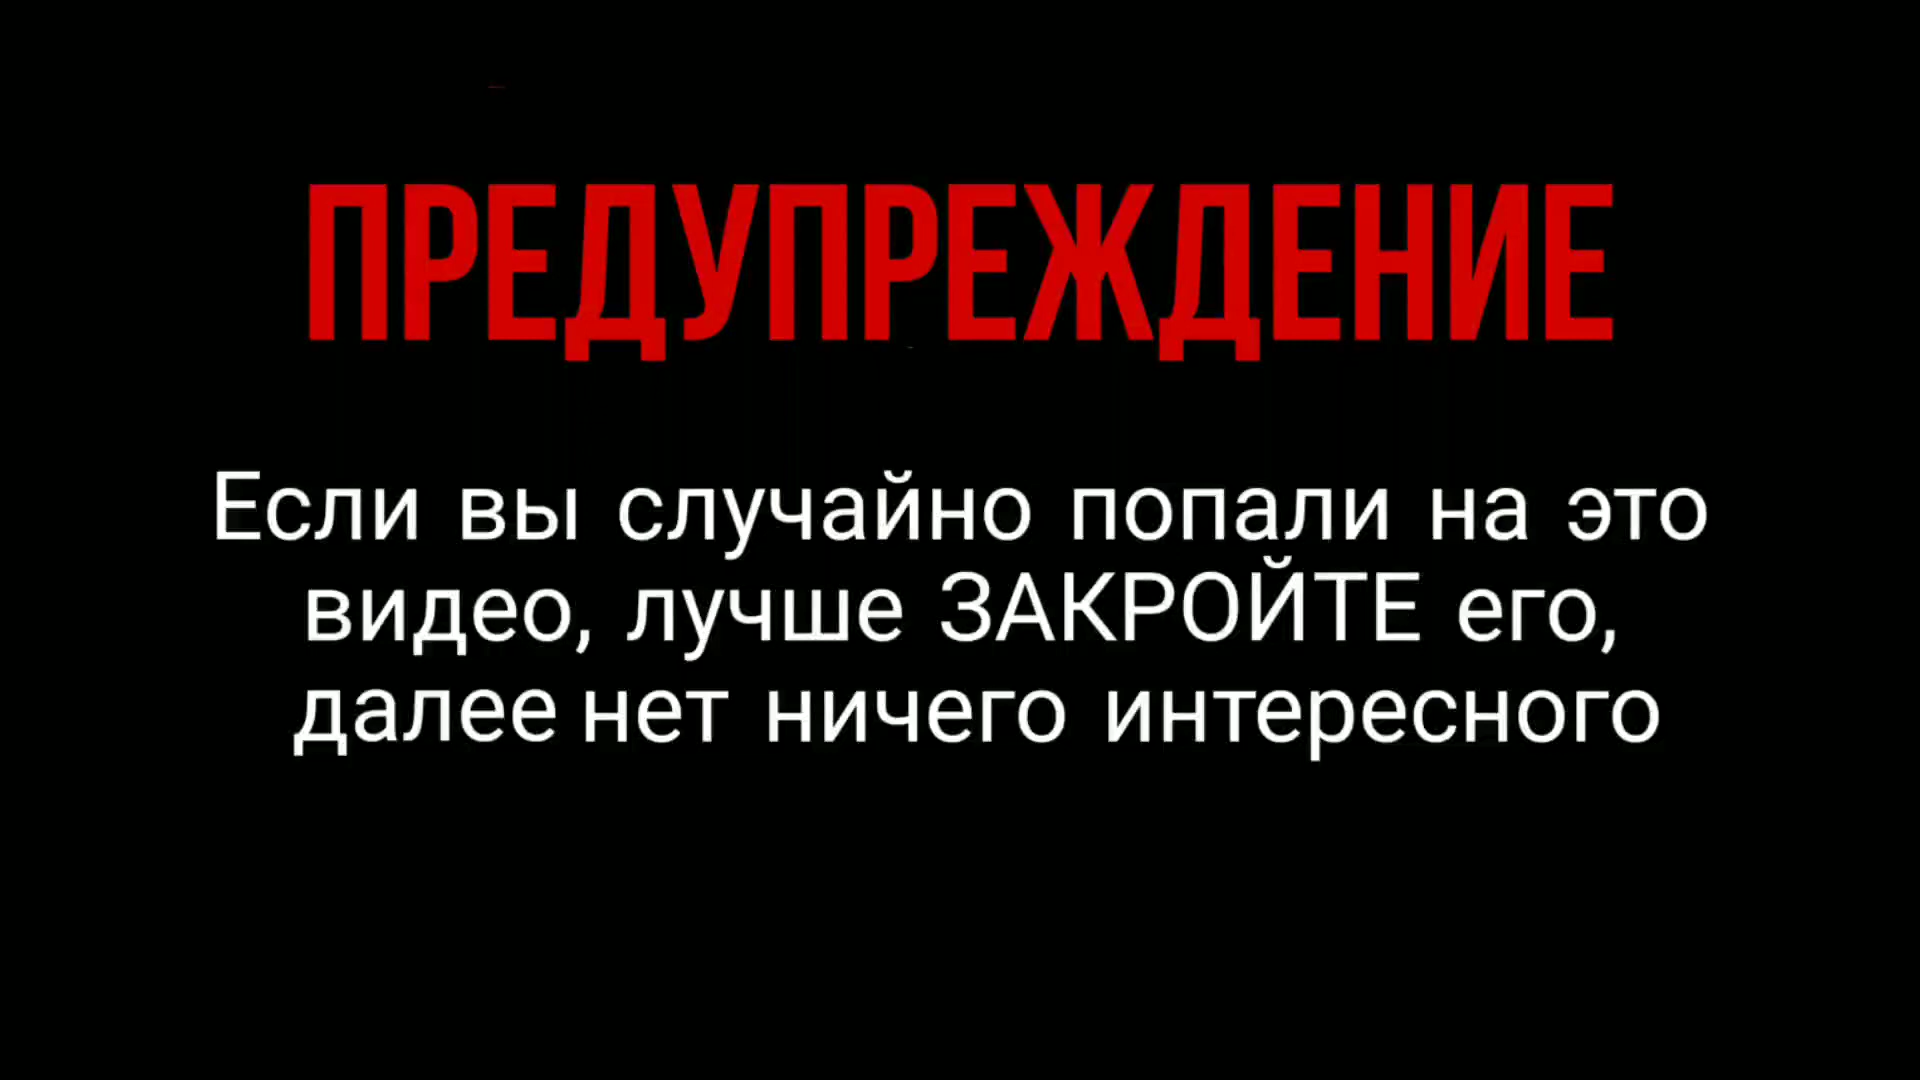 ПРЕДУПРЕЖДЕНИЕ
Если вы случайно попали на это
видео, лучше ЗАКРОЙТЕ его,
далее нет ничего интересного